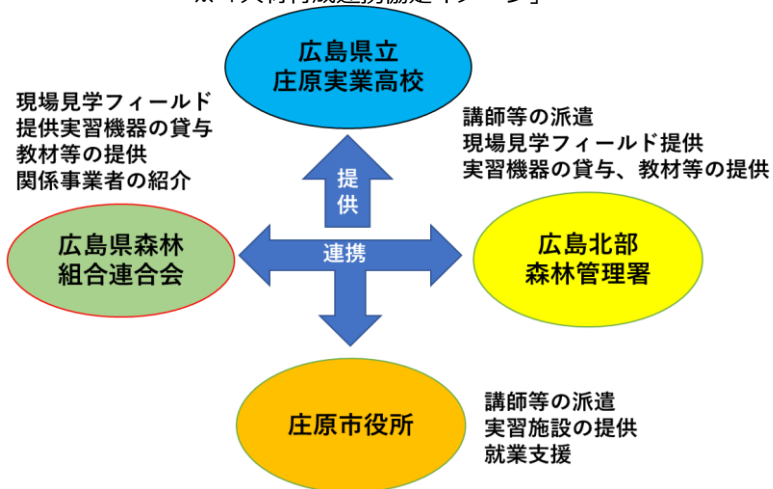 広島県立
庄原実業高校
現場見学フィールド
提供実習機器の貸与
教材等の提供
関係事業者の紹介
講師等の派遣
現場見学フィールド提供
実習機器の貸与、教材等の提供
提
供
広島県森林
組合連合会
連携
広島北部
森林管理署
庄原市役所
講師等の派遣
実習施設の提供
就業支援